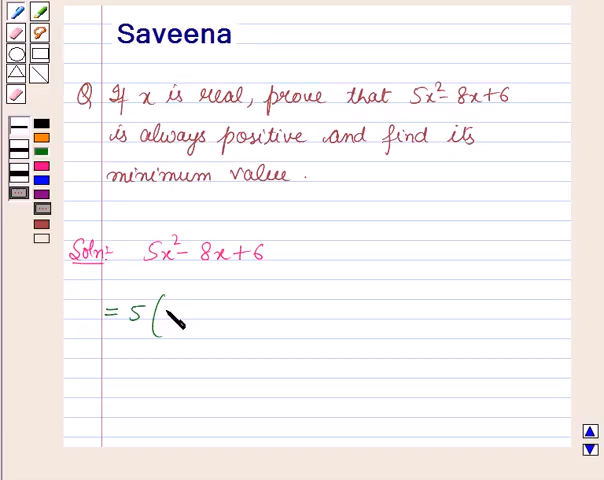 Saveena
Q If x is real, prove that 5x² - 8x + 6
is always positive and find its
minimum value.
Soln: 5x² - 8x + 6
= 5 (